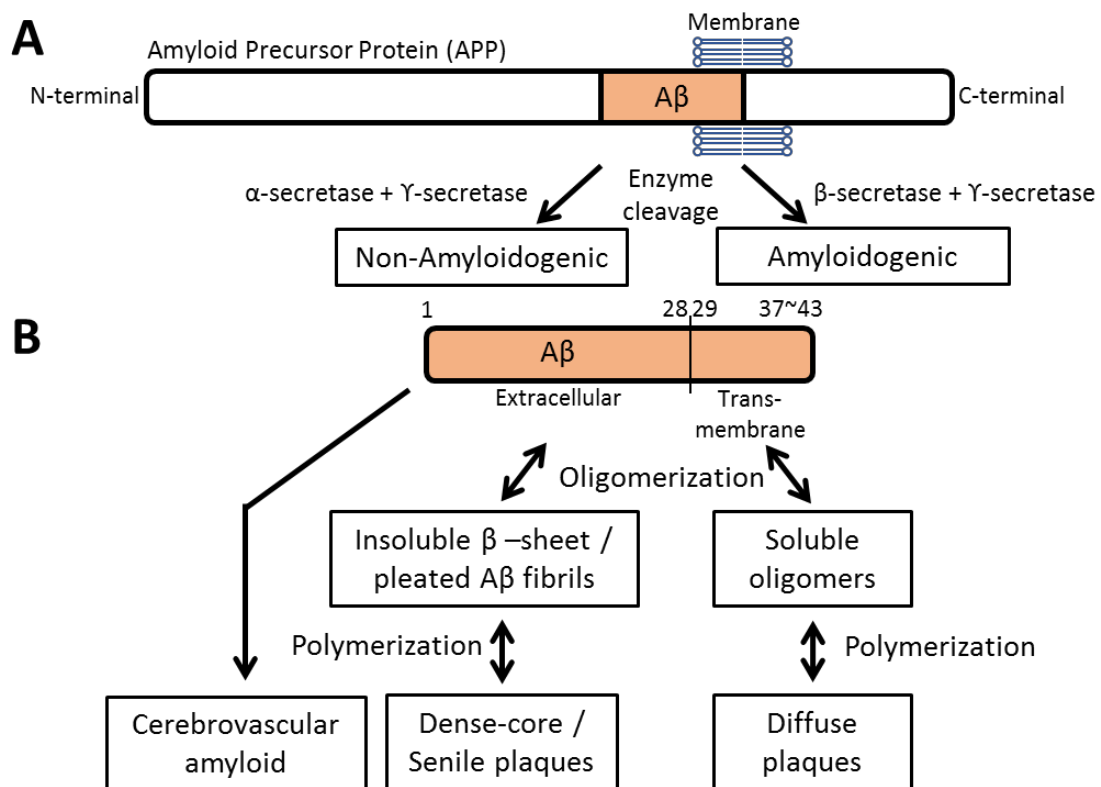 A
Membrane
Amyloid Precursor Protein (APP)
N-terminal
Aβ
C-terminal
α-secretase + ϒ-secretase
Enzyme
cleavage
β-secretase + ϒ-secretase
Non-Amyloidogenic
Amyloidogenic
B
1
28 29
37~43
Aβ
Extracellular
Trans-
membrane
Oligomerization
Insoluble β –sheet /
pleated Aβ fibrils
Soluble
oligomers
Polymerization
Polymerization
Cerebrovascular
amyloid
Dense-core /
Senile plaques
Diffuse
plaques